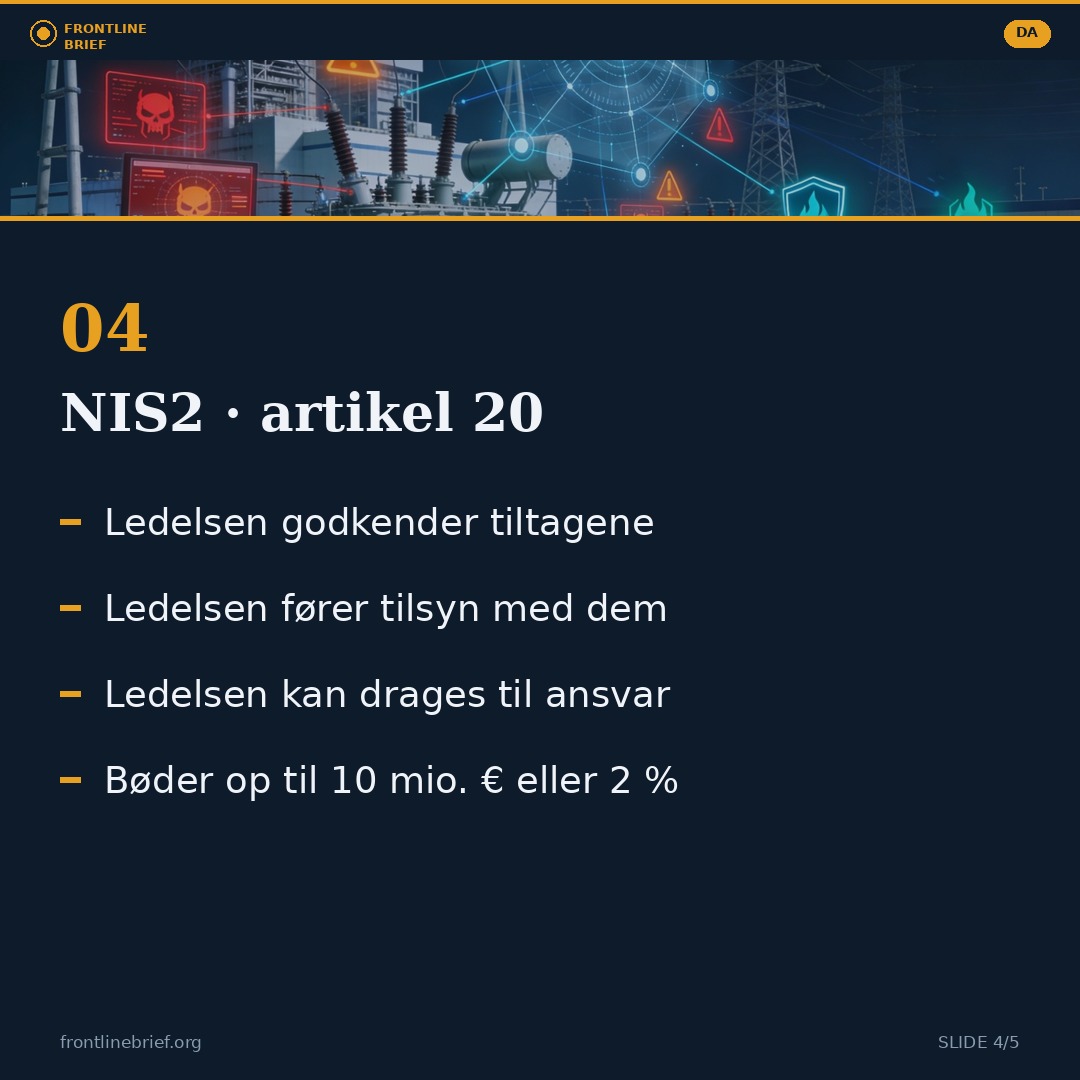 FRONTLINE
BRIEF
DA
04
NIS2 · artikel 20
– Ledelsen godkender tiltagene
– Ledelsen fører tilsyn med dem
– Ledelsen kan drages til ansvar
– Bøder op til 10 mio. € eller 2 %
frontlinebrief.org
SLIDE 4/5